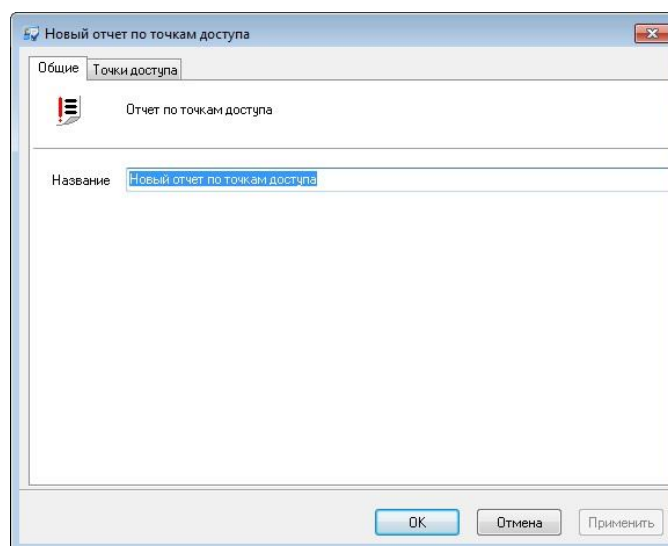 Новый отчет по точкам доступа
Общие Точки доступа
Отчет по точкам доступа
Название Новый отчет по точкам доступа
OK Отмена Применить